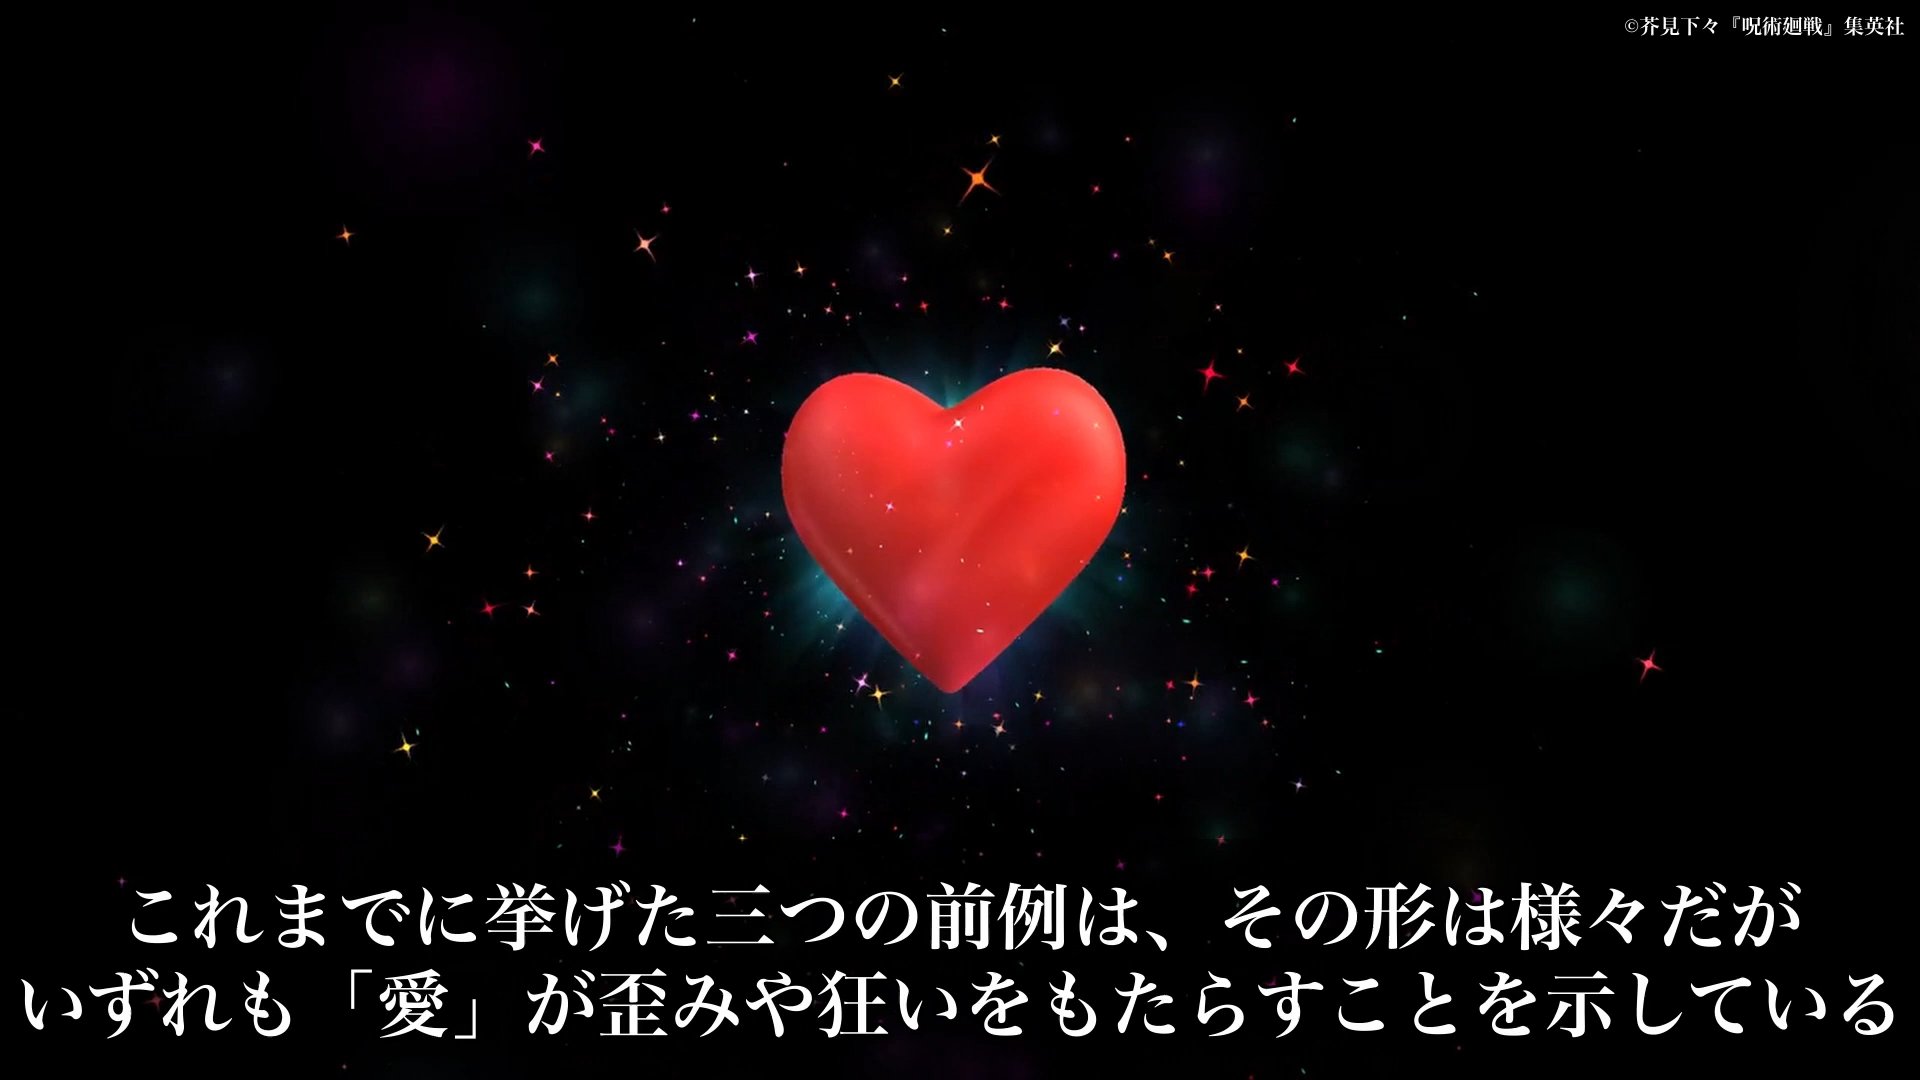 ©芥見下々『呪術廻戦』集英社
これまでに挙げた三つの前例は、その形は様々だが
いずれも「愛」が歪みや狂いをもたらすことを示している